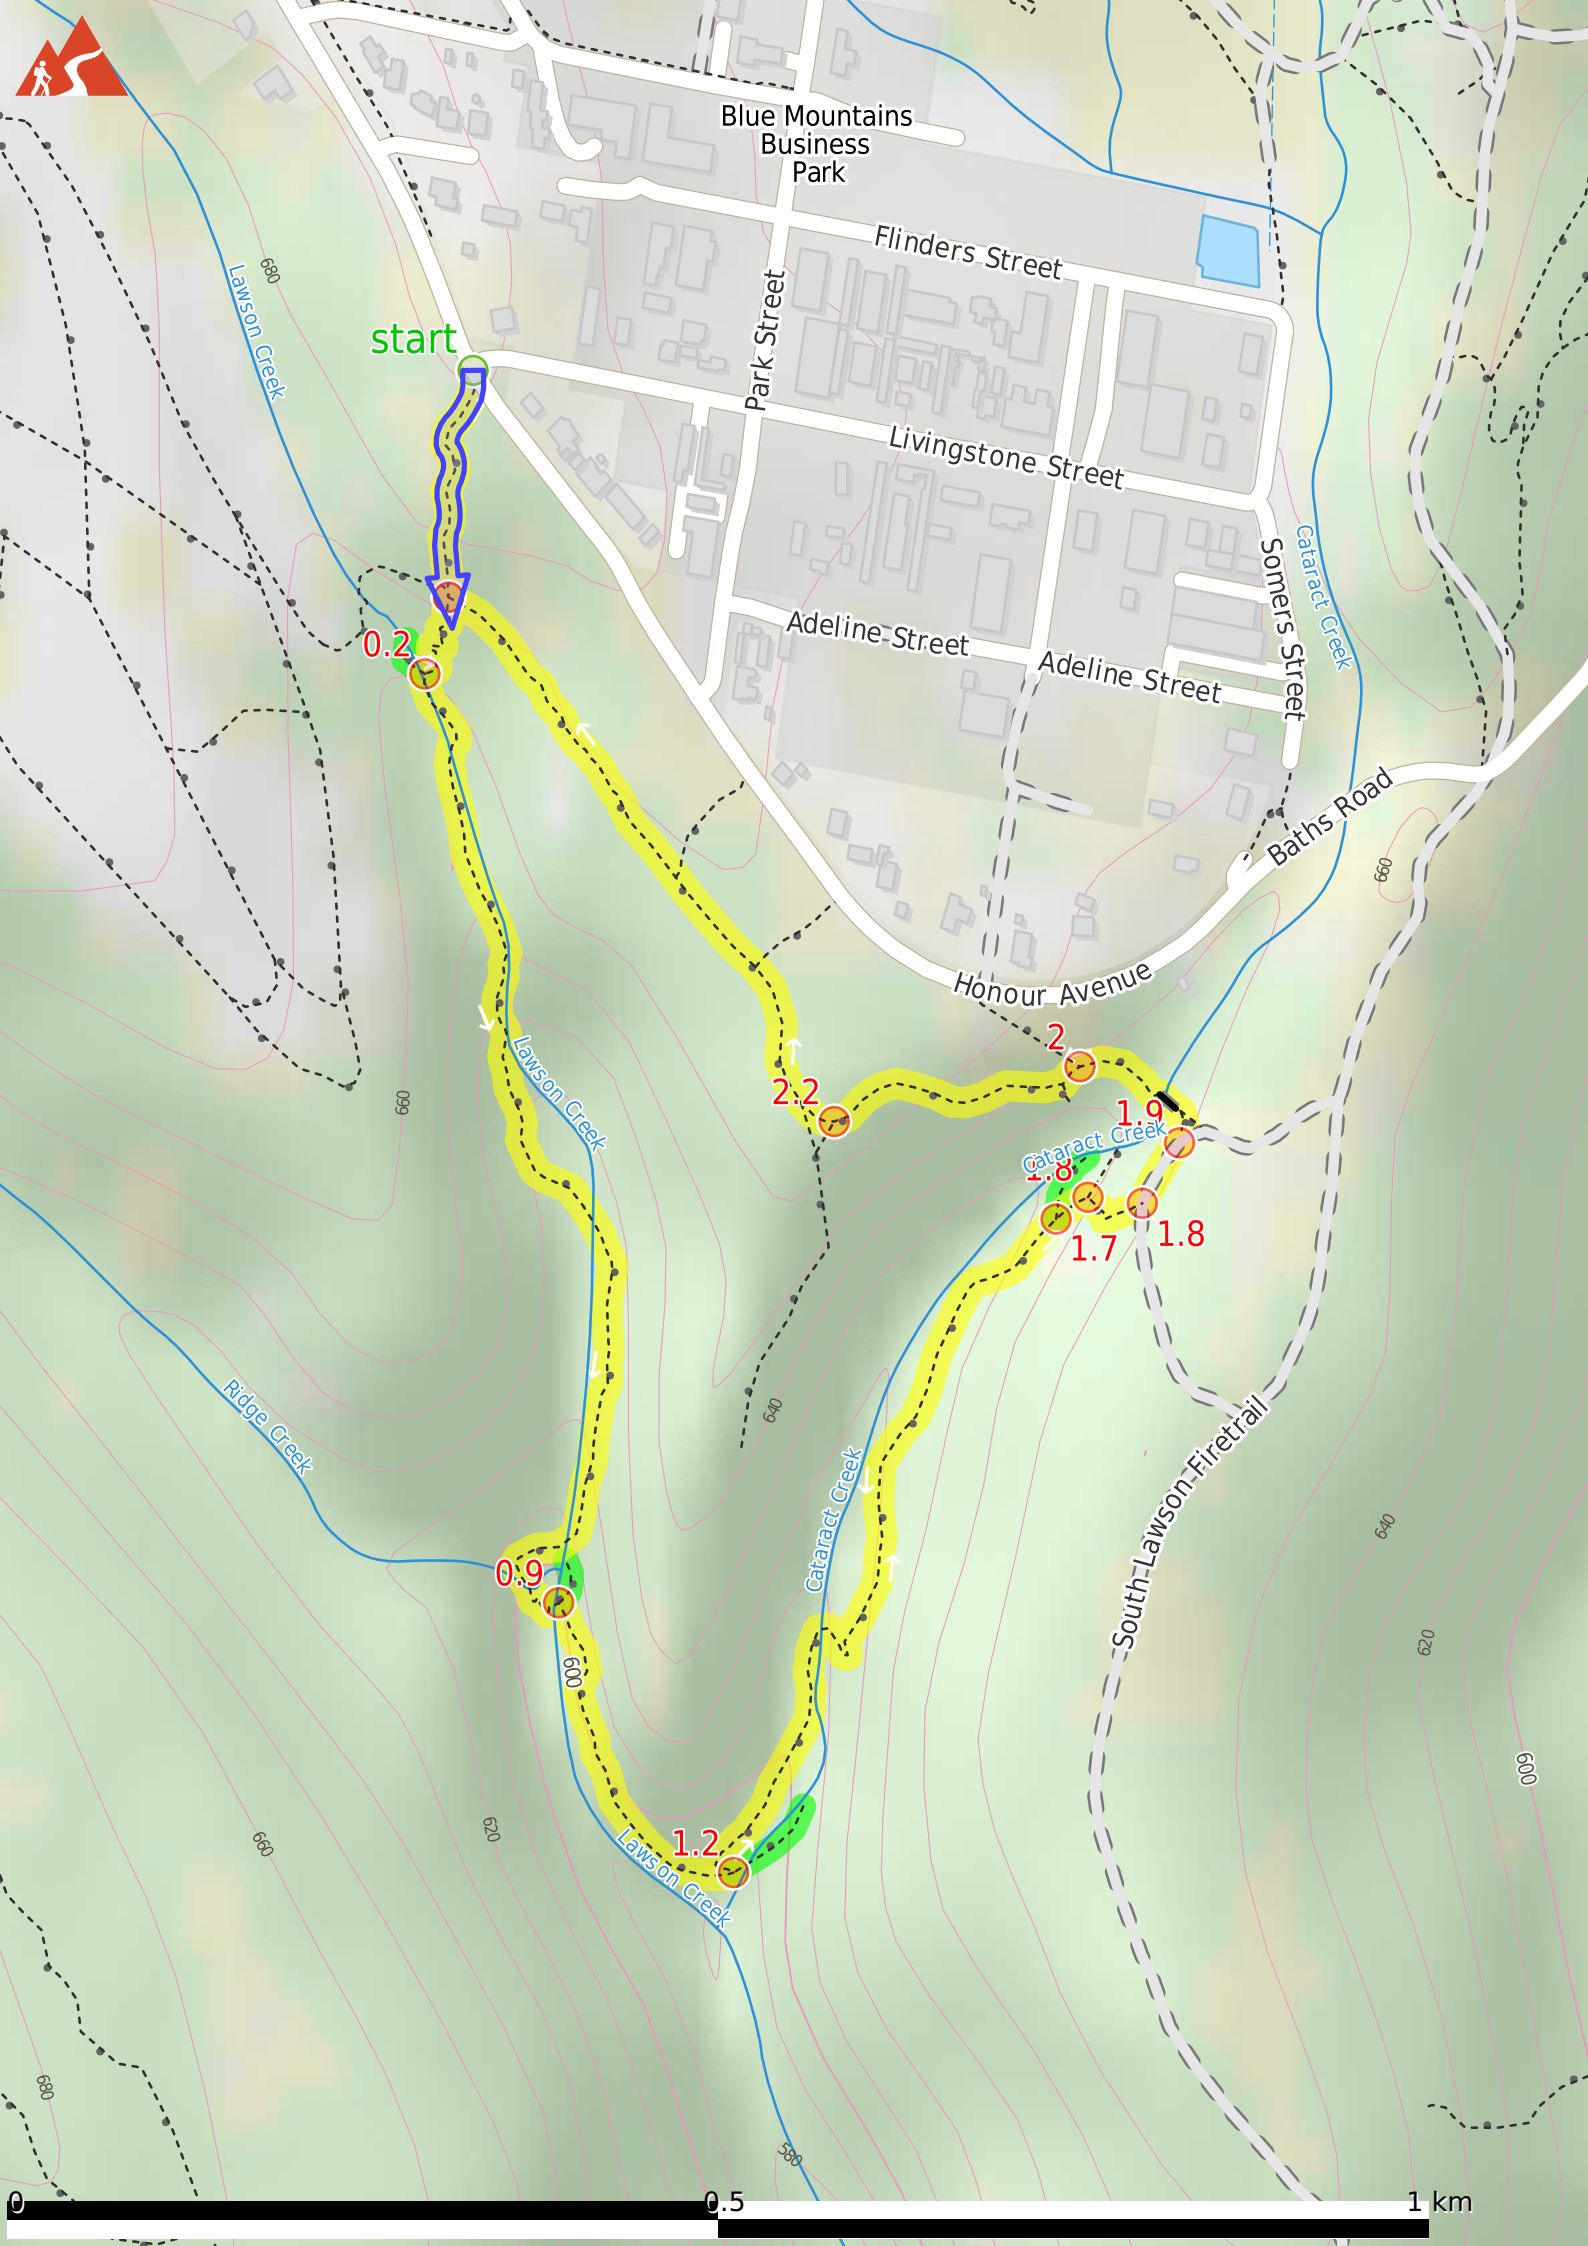 Blue Mountains
Business
Park
Flinders Street
680
Lawson Creek
start
Park Street
Livingstone Street
Somers Street
Cataract Creek
0.2
Adeline Street
Adeline Street
Baths Road
660
Honour Avenue
2
660
Lawson Creek
2.2
1.9
Cataract Creek
1.8
1.7
1.8
Ridge Creek
640
South Lawson Firetrail
Cataract Creek
640
0.9
600
620
600
1.2
620
660
Lawson Creek
680
580
0
0.5
1 km